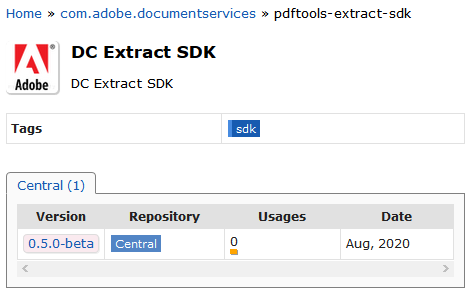 Home » com.adobe.documentservices » pdftools-extract-sdk
Adobe
DC Extract SDK
DC Extract SDK
Tags sdk
Central (1)
Version Repository Usages Date
0.5.0-beta Central 0 Aug, 2020